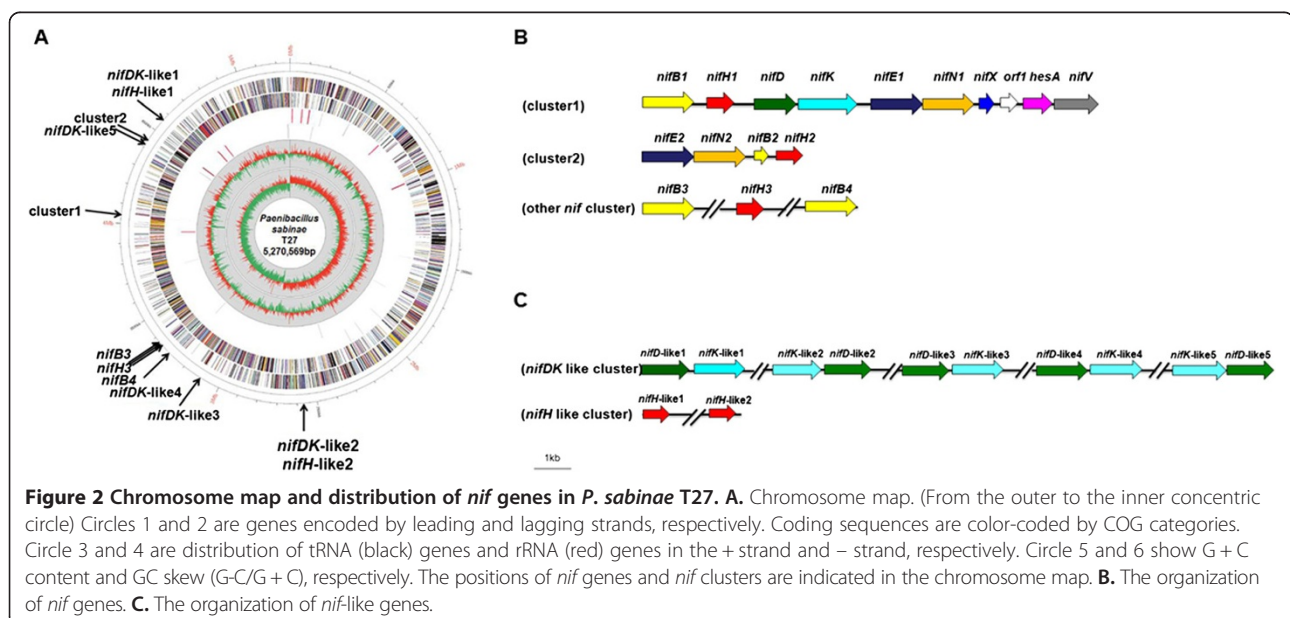 A
nifDK-like1
nifH-like1
cluster2
nifDK-like5
cluster1
nifB3
nifH3
nifB4
nifDK-like4
nifDK-like3
nifDK-like2
nifH-like2
Paenibacillus
sabinae
T27
5,270,569bp
B
nifB1 nifH1 nifD nifK nifE1 nifN1 nifX orf1 hesA nifV
(cluster1)
nifE2 nifN2 nifB2 nifH2
(cluster2)
nifB3 nifH3 nifB4
(other nif cluster)
C
nifD-like1 nifK-like1 nifK-like2 nifD-like2 nifD-like3 nifK-like3 nifD-like4 nifK-like4 nifK-like5 nifD-like5
(nifDK like cluster)
nifH-like1 nifH-like2
(nifH like cluster)
1kb
Figure 2 Chromosome map and distribution of nif genes in P. sabinae T27. A. Chromosome map. (From the outer to the inner concentric
circle) Circles 1 and 2 are genes encoded by leading and lagging strands, respectively. Coding sequences are color-coded by COG categories.
Circle 3 and 4 are distribution of tRNA (black) genes and rRNA (red) genes in the + strand and – strand, respectively. Circle 5 and 6 show G + C
content and GC skew (G-C/G + C), respectively. The positions of nif genes and nif clusters are indicated in the chromosome map. B. The organization
of nif genes. C. The organization of nif-like genes.